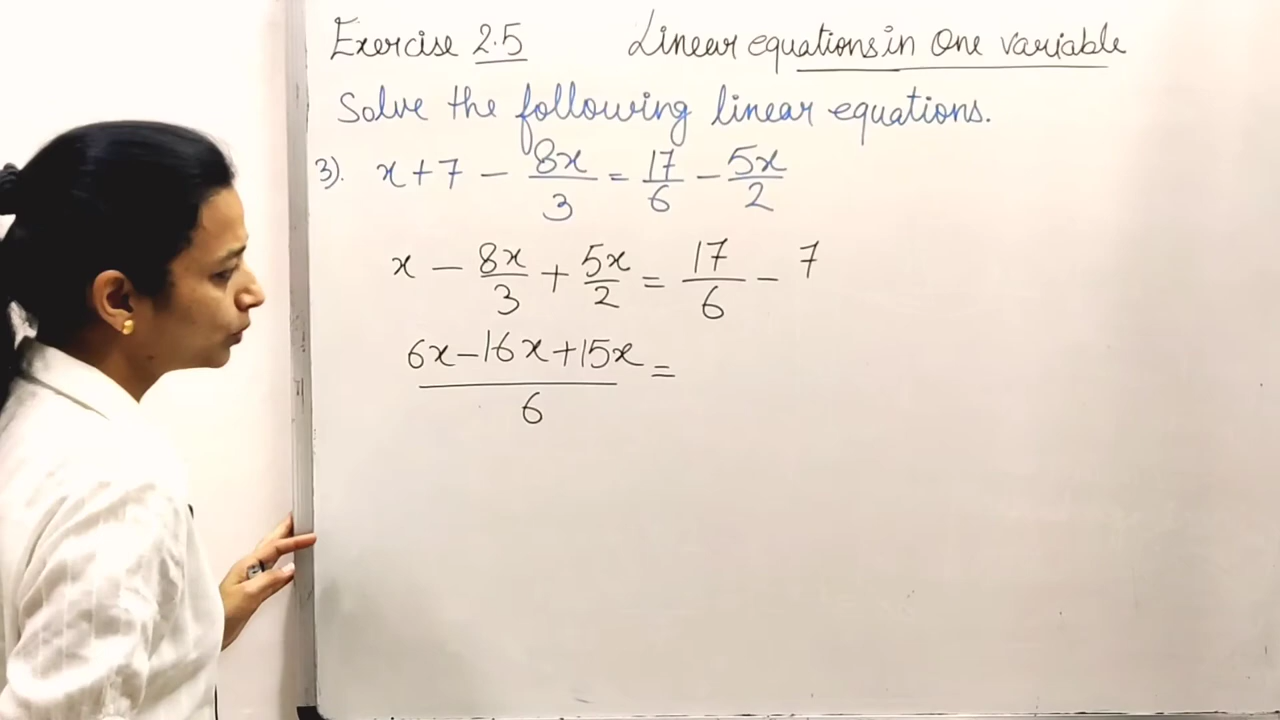 Exercise 2.5 Linear equations in One variable
Solve the following linear equations.
3). x + 7 - 8x/3 = 17/6 - 5x/2
x - 8x/3 + 5x/2 = 17/6 - 7
6x - 16x + 15x/6 =